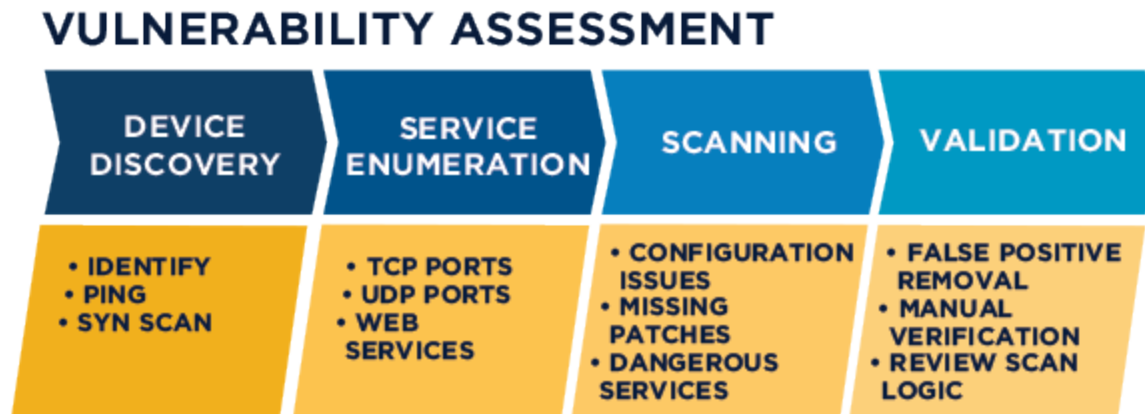 VULNERABILITY ASSESSMENT
DEVICE
DISCOVERY
SERVICE
ENUMERATION
SCANNING
VALIDATION
• IDENTIFY
• PING
• SYN SCAN
• TCP PORTS
• UDP PORTS
• WEB
SERVICES
• CONFIGURATION
ISSUES
• MISSING
PATCHES
• DANGEROUS
SERVICES
• FALSE POSITIVE
REMOVAL
• MANUAL
VERIFICATION
• REVIEW SCAN
LOGIC